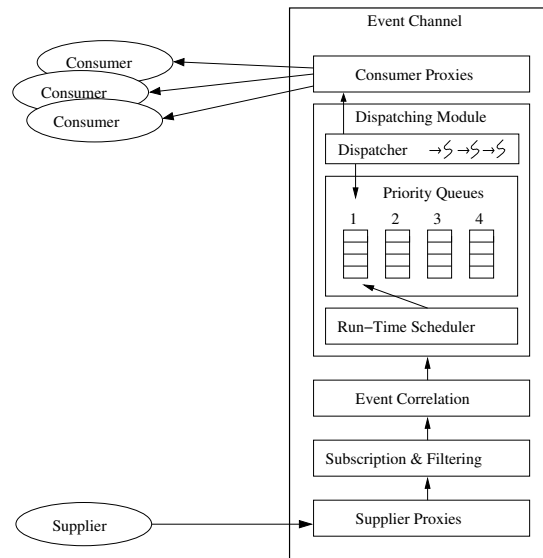 Event Channel
Consumer
Consumer
Consumer
Consumer Proxies
Dispatching Module
Dispatcher
Priority Queues
1 2 3 4
Run−Time Scheduler
Event Correlation
Subscription & Filtering
Supplier Proxies
Supplier